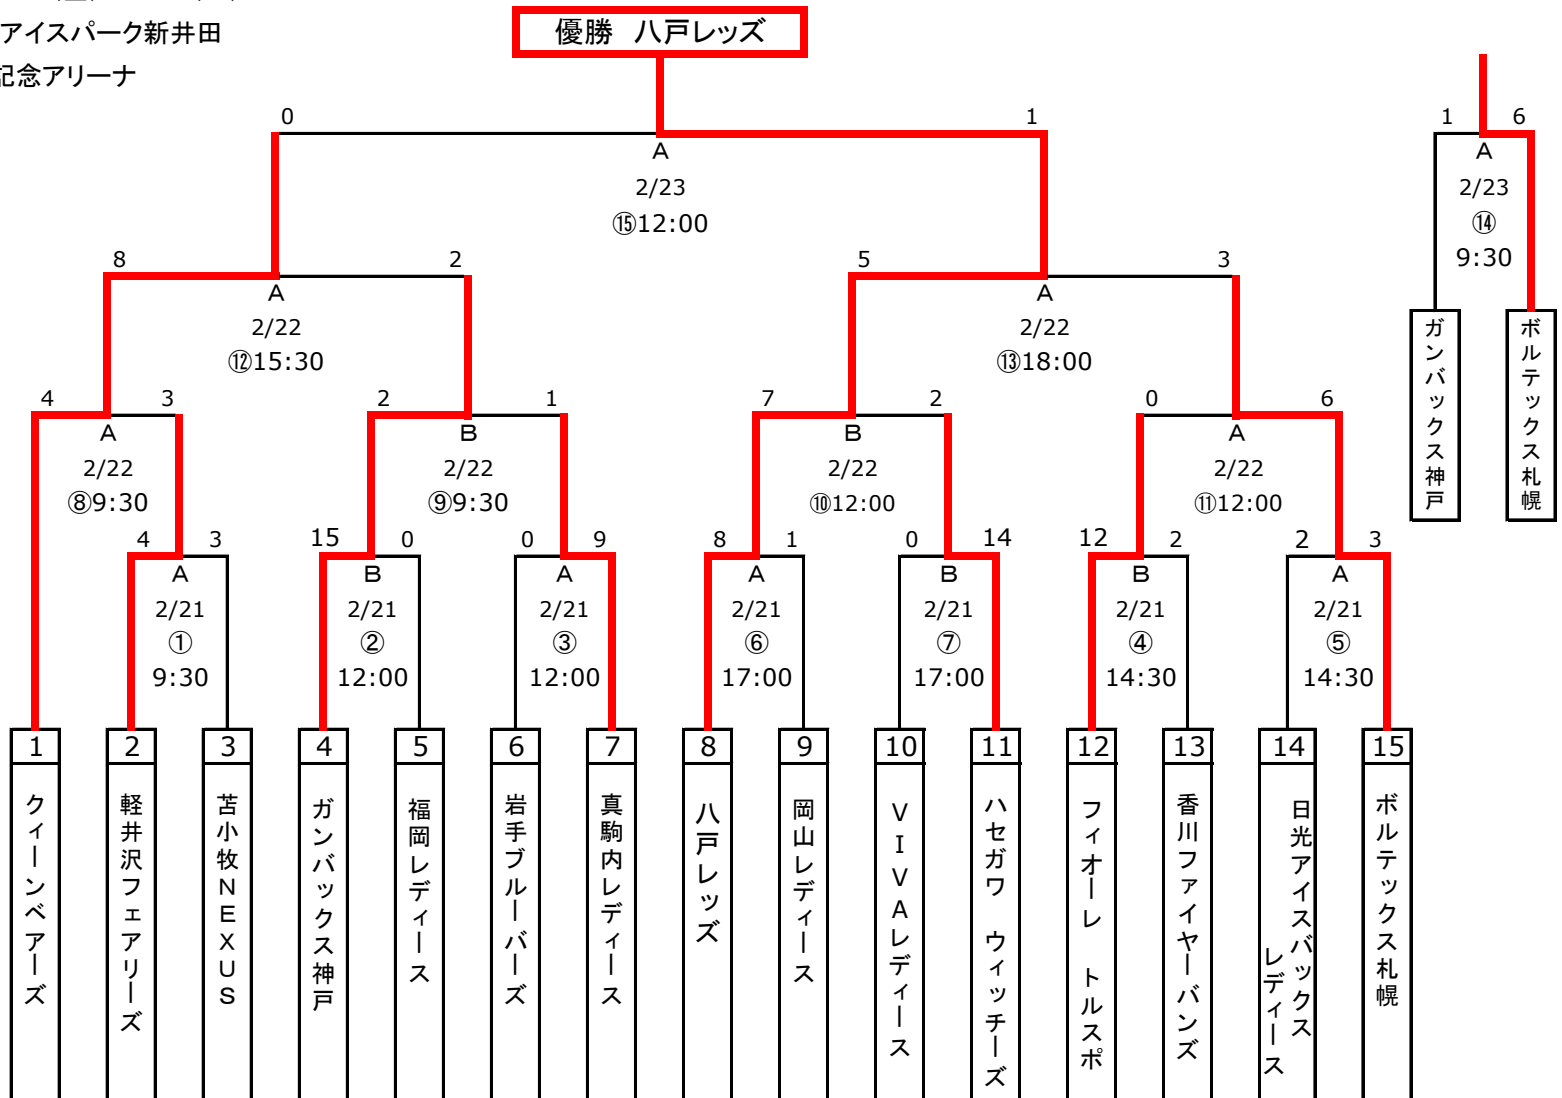 アイスパーク新井田
優勝 八戸レッズ
記念アリーナ
0 1
A
2/23
⑮12:00
1 6
A
2/23
⑭
9:30
ガンバックス神戸
ボルテックス札幌
8 2
A
2/22
⑫15:30
5 3
A
2/22
⑬18:00
4 3
A
2/22
⑧9:30
2 1
B
2/22
⑨9:30
7 2
B
2/22
⑩12:00
0 6
A
2/22
⑪12:00
4 3
A
2/21
①
9:30
15 0
B
2/21
②
12:00
0 9
A
2/21
③
12:00
8 1
A
2/21
⑥
17:00
0 14
B
2/21
⑦
17:00
12 2
B
2/21
④
14:30
2 3
A
2/21
⑤
14:30
1
クィーンベアーズ
2
軽井沢フェアリーズ
3
苫小牧NEXUS
4
ガンバックス神戸
5
福岡レディース
6
岩手ブルーバーズ
7
真駒内レディース
8
八戸レッズ
9
岡山レディース
10
VIVAレディース
11
ハセガワ ウィッチーズ
12
フィオーレ トルスポ
13
香川ファイヤーバンズ
14
日光アイスバックス
レディース
15
ボルテックス札幌